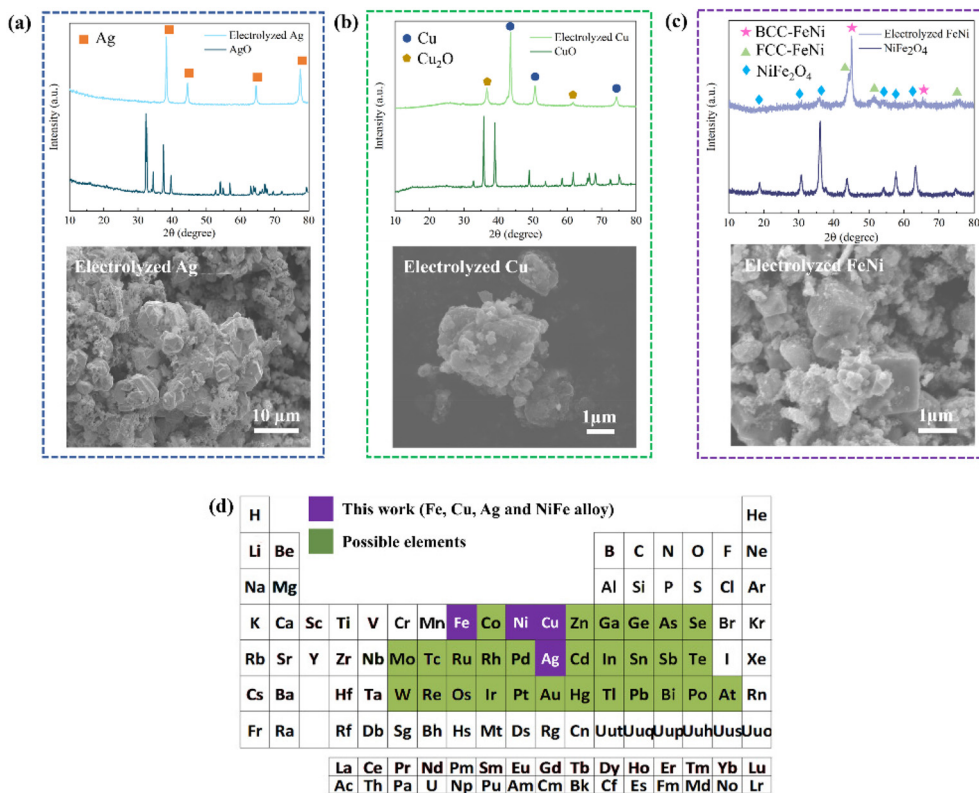 (a)
Ag
Electrolyzed Ag
AgO
Intensity (a.u.)
10 20 30 40 50 60 70 80
2θ (degree)
Electrolyzed Ag
10 μm
(b)
Cu
Cu2O
Electrolyzed Cu
CuO
Intensity (a.u.)
10 20 30 40 50 60 70 80
2θ (degree)
Electrolyzed Cu
1μm
(c)
BCC-FeNi
FCC-FeNi
NiFe2O4
Electrolyzed FeNi
NiFe2O4
Intensity (a.u.)
10 20 30 40 50 60 70 80
2θ (degree)
Electrolyzed FeNi
1μm
(d)
This work (Fe, Cu, Ag and NiFe alloy)
Possible elements
H He
Li Be B C N O F Ne
Na Mg Al Si P S Cl Ar
K Ca Sc Ti V Cr Mn Fe Co Ni Cu Zn Ga Ge As Se Br Kr
Rb Sr Y Zr Nb Mo Tc Ru Rh Pd Ag Cd In Sn Sb Te I Xe
Cs Ba Hf Ta W Re Os Ir Pt Au Hg Tl Pb Bi Po At Rn
Fr Ra Rf Db Sg Bh Hs Mt Ds Rg Cn Uut Uuq Uup Uuh Uus Uuo
La Ce Pr Nd Pm Sm Eu Gd Tb Dy Ho Er Tm Yb Lu
Ac Th Pa U Np Pu Am Cm Bk Cf Es Fm Md No Lr